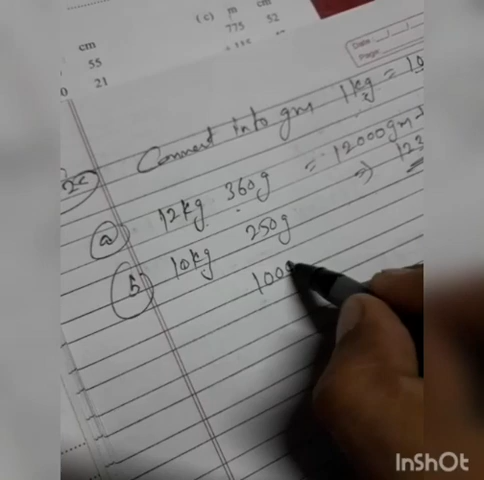 (c) m cm
775 52
cm
55
0 21
Date
Page
2c Convert into gm 1kg = 10
a 12kg 360g = 12000gm
⇒ 123
b 10kg 250g
1000
InShOt